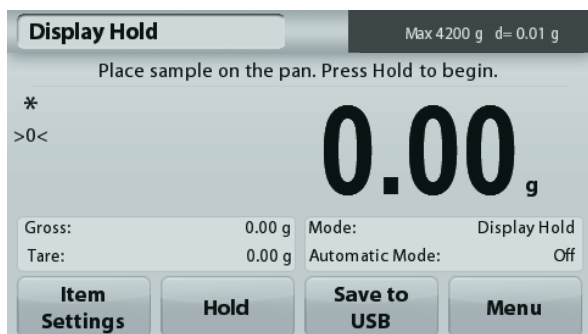 Display Hold
Max 4200 g d= 0.01 g
Place sample on the pan. Press Hold to begin.
*
>0<
0.00 g
Gross: 0.00 g
Tare: 0.00 g
Mode: Display Hold
Automatic Mode: Off
Item Settings
Hold
Save to USB
Menu